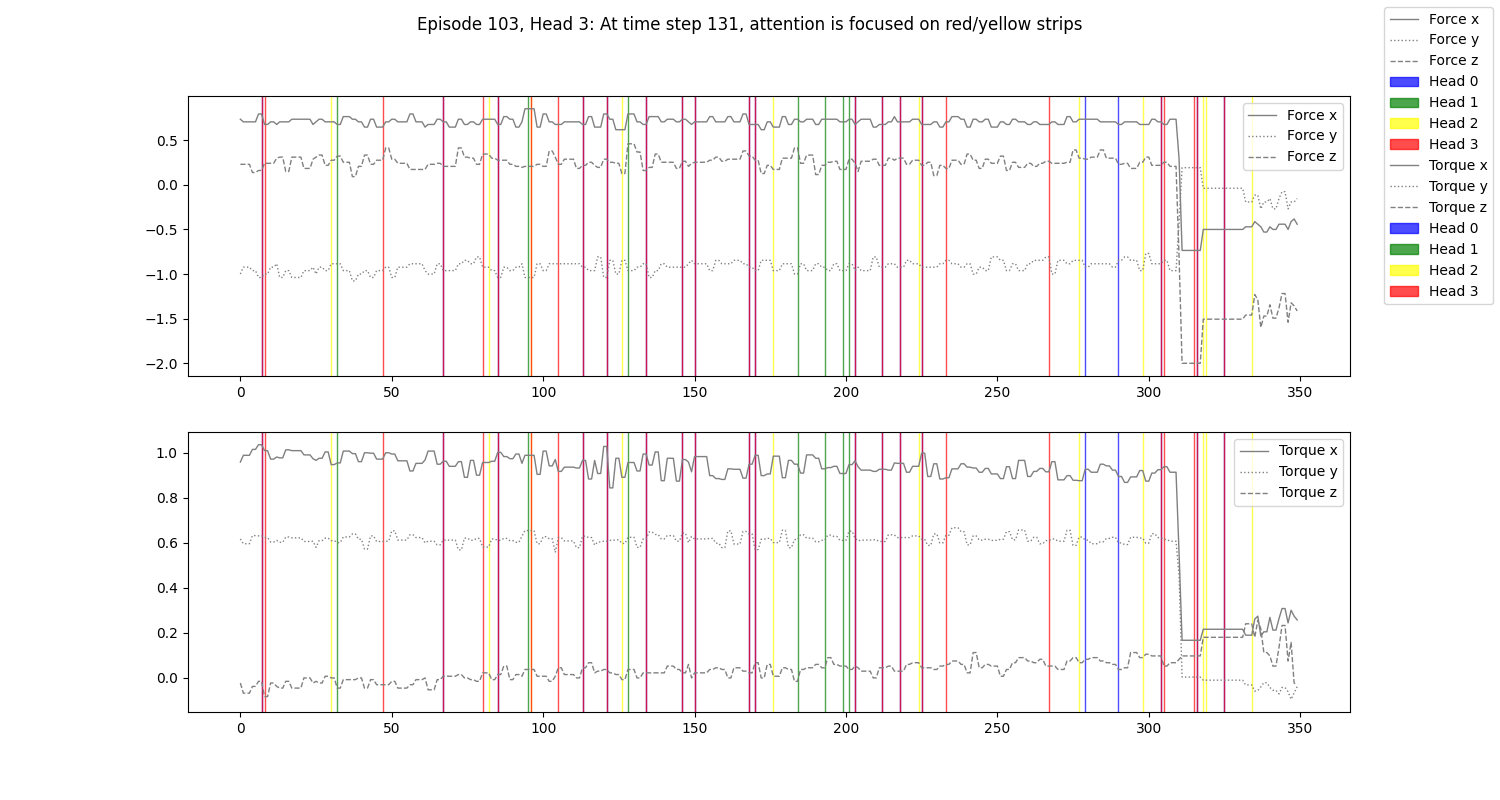 Episode 103, Head 3: At time step 131, attention is focused on red/yellow strips
Force x
Force y
Force z
Head 0
Head 1
Head 2
Head 3
Torque x
Torque y
Torque z
Head 0
Head 1
Head 2
Head 3
Force x
Force y
Force z
0.5
0.0
−0.5
−1.0
−1.5
−2.0
0 50 100 150 200 250 300 350
Torque x
Torque y
Torque z
1.0
0.8
0.6
0.4
0.2
0.0
0 50 100 150 200 250 300 350